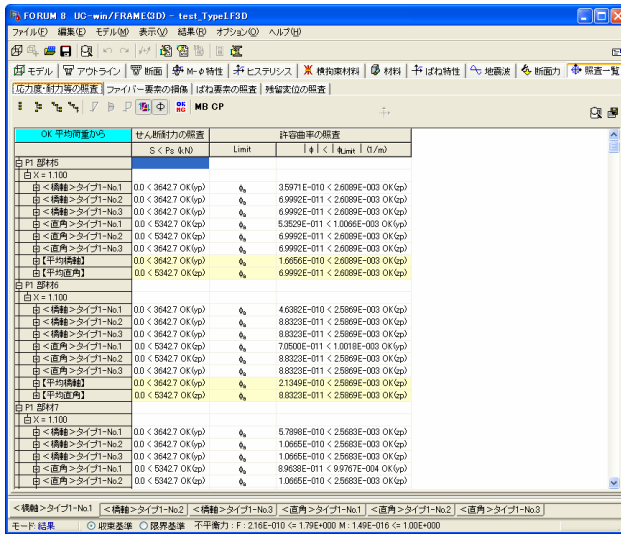 FORUM 8 UC-win/FRAME(3D) - test_TypeI.F3D
ファイル(F) 編集(E) モデル(M) 表示(V) 結果(R) オプション(O) ヘルプ(H)
モデル アウトライン 断面 M-φ特性 ヒステリシス 横拘束材料 材料 ばね特性 地震波 断面力 照査一覧
応力度・耐力等の照査 ファイバー要素の損傷 ばね要素の照査 残留変位の照査
OK NG MB CP
OK 平均荷重から せん断耐力の照査 許容曲率の照査
S < Ps (kN) Limit | φ | < | φLimit | (1/m)
P1 部材5
X = 1.100
<橋軸>タイプ1-No.1 0.0 < 3642.7 OK(yp) φa 3.5971E-010 < 2.6089E-003 OK(zp)
<橋軸>タイプ1-No.2 0.0 < 3642.7 OK(yp) φa 6.9992E-011 < 2.6089E-003 OK(zp)
<橋軸>タイプ1-No.3 0.0 < 3642.7 OK(yp) φa 6.9992E-011 < 2.6089E-003 OK(zp)
<直角>タイプ1-No.1 0.0 < 5342.7 OK(zp) φa 5.3529E-011 < 1.0066E-003 OK(yp)
<直角>タイプ1-No.2 0.0 < 5342.7 OK(zp) φa 6.9992E-011 < 2.6089E-003 OK(zp)
<直角>タイプ1-No.3 0.0 < 5342.7 OK(zp) φa 6.9992E-011 < 2.6089E-003 OK(zp)
【平均橋軸】 0.0 < 3642.7 OK(yp) φa 1.6656E-010 < 2.6089E-003 OK(zp)
【平均直角】 0.0 < 5342.7 OK(zp) φa 6.9992E-011 < 2.6089E-003 OK(zp)
P1 部材6
X = 1.100
<橋軸>タイプ1-No.1 0.0 < 3642.7 OK(yp) φa 4.6382E-010 < 2.5869E-003 OK(zp)
<橋軸>タイプ1-No.2 0.0 < 3642.7 OK(yp) φa 8.8323E-011 < 2.5869E-003 OK(zp)
<橋軸>タイプ1-No.3 0.0 < 3642.7 OK(yp) φa 8.8323E-011 < 2.5869E-003 OK(zp)
<直角>タイプ1-No.1 0.0 < 5342.7 OK(zp) φa 7.0500E-011 < 1.0018E-003 OK(yp)
<直角>タイプ1-No.2 0.0 < 5342.7 OK(zp) φa 8.8323E-011 < 2.5869E-003 OK(zp)
<直角>タイプ1-No.3 0.0 < 5342.7 OK(zp) φa 8.8323E-011 < 2.5869E-003 OK(zp)
【平均橋軸】 0.0 < 3642.7 OK(yp) φa 2.1349E-010 < 2.5869E-003 OK(zp)
【平均直角】 0.0 < 5342.7 OK(zp) φa 8.8323E-011 < 2.5869E-003 OK(zp)
P1 部材7
X = 1.100
<橋軸>タイプ1-No.1 0.0 < 3642.7 OK(yp) φa 5.7898E-010 < 2.5683E-003 OK(zp)
<橋軸>タイプ1-No.2 0.0 < 3642.7 OK(yp) φa 1.0665E-010 < 2.5683E-003 OK(zp)
<橋軸>タイプ1-No.3 0.0 < 3642.7 OK(yp) φa 1.0665E-010 < 2.5683E-003 OK(zp)
<直角>タイプ1-No.1 0.0 < 5342.7 OK(zp) φa 8.9638E-011 < 9.9767E-004 OK(yp)
<直角>タイプ1-No.2 0.0 < 5342.7 OK(zp) φa 1.0665E-010 < 2.5683E-003 OK(zp)
<橋軸>タイプ1-No.1 <橋軸>タイプ1-No.2 <橋軸>タイプ1-No.3 <直角>タイプ1-No.1 <直角>タイプ1-No.2 <直角>タイプ1-No.3
モード:結果 収束基準 限界基準 不平衡力 : F : 2.16E-010 <= 1.79E+000 M : 1.49E-016 <= 1.00E+000